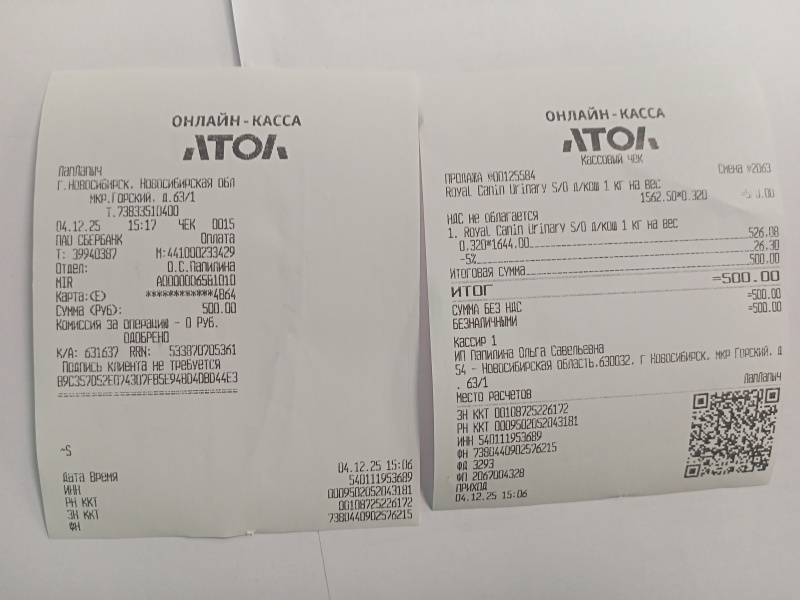 ОНЛАЙН-КАССА
АТОЛ
ЛапЛапыч
Г.НОВОСИБИРСК, НОВОСИБИРСКАЯ ОБЛ
МКР.ГОРСКИЙ, Д.63/1
Т.73833510400
04.12.25 15:17 ЧЕК 0015
ПАО СБЕРБАНК Оплата
Т: 39940387 М:441000233429
Отдел: О.С.Папилина
MIR A0000006581010
Карта:(E) ************4864
Сумма (Руб): 500.00
Комиссия за операцию - 0 Руб.
ОДОБРЕНО
К/А: 631637 RRN: 533870705361
Подпись клиента не требуется
B9C357D52E074307FB5E9484D4BD44E3
~S
Дата Время 04.12.25 15:06
ИНН 540111953689
РН ККТ 0009502052043181
ЗН ККТ 00108725226172
ФН 7380440902576215
ОНЛАЙН-КАССА
АТОЛ
Кассовый чек
ПРОДАЖА №00125584 Смена №2063
Royal Canin Urinary S/O д/кош 1 кг на вес
1562.50*0.320
НДС не облагается
1. Royal Canin Urinary S/O д/кош 1 кг на вес
0.320*1644.00 526.08
-5% 26.30
ИТОГОВАЯ СУММА 500.00
ИТОГ =500.00
СУММА БЕЗ НДС =500.00
БЕЗНАЛИЧНЫМИ =500.00
Кассир 1
ИП Папилина Ольга Савельевна
54 - Новосибирская область,630032, г Новосибирск, мкр Горский, д
. 63/1
Место расчетов ЛапЛапыч
ЗН ККТ 00108725226172
РН ККТ 0009502052043181
ИНН 540111953689
ФН 7380440902576215
ФД 3293
ФП 2067004328
ПРИХОД
04.12.25 15:06